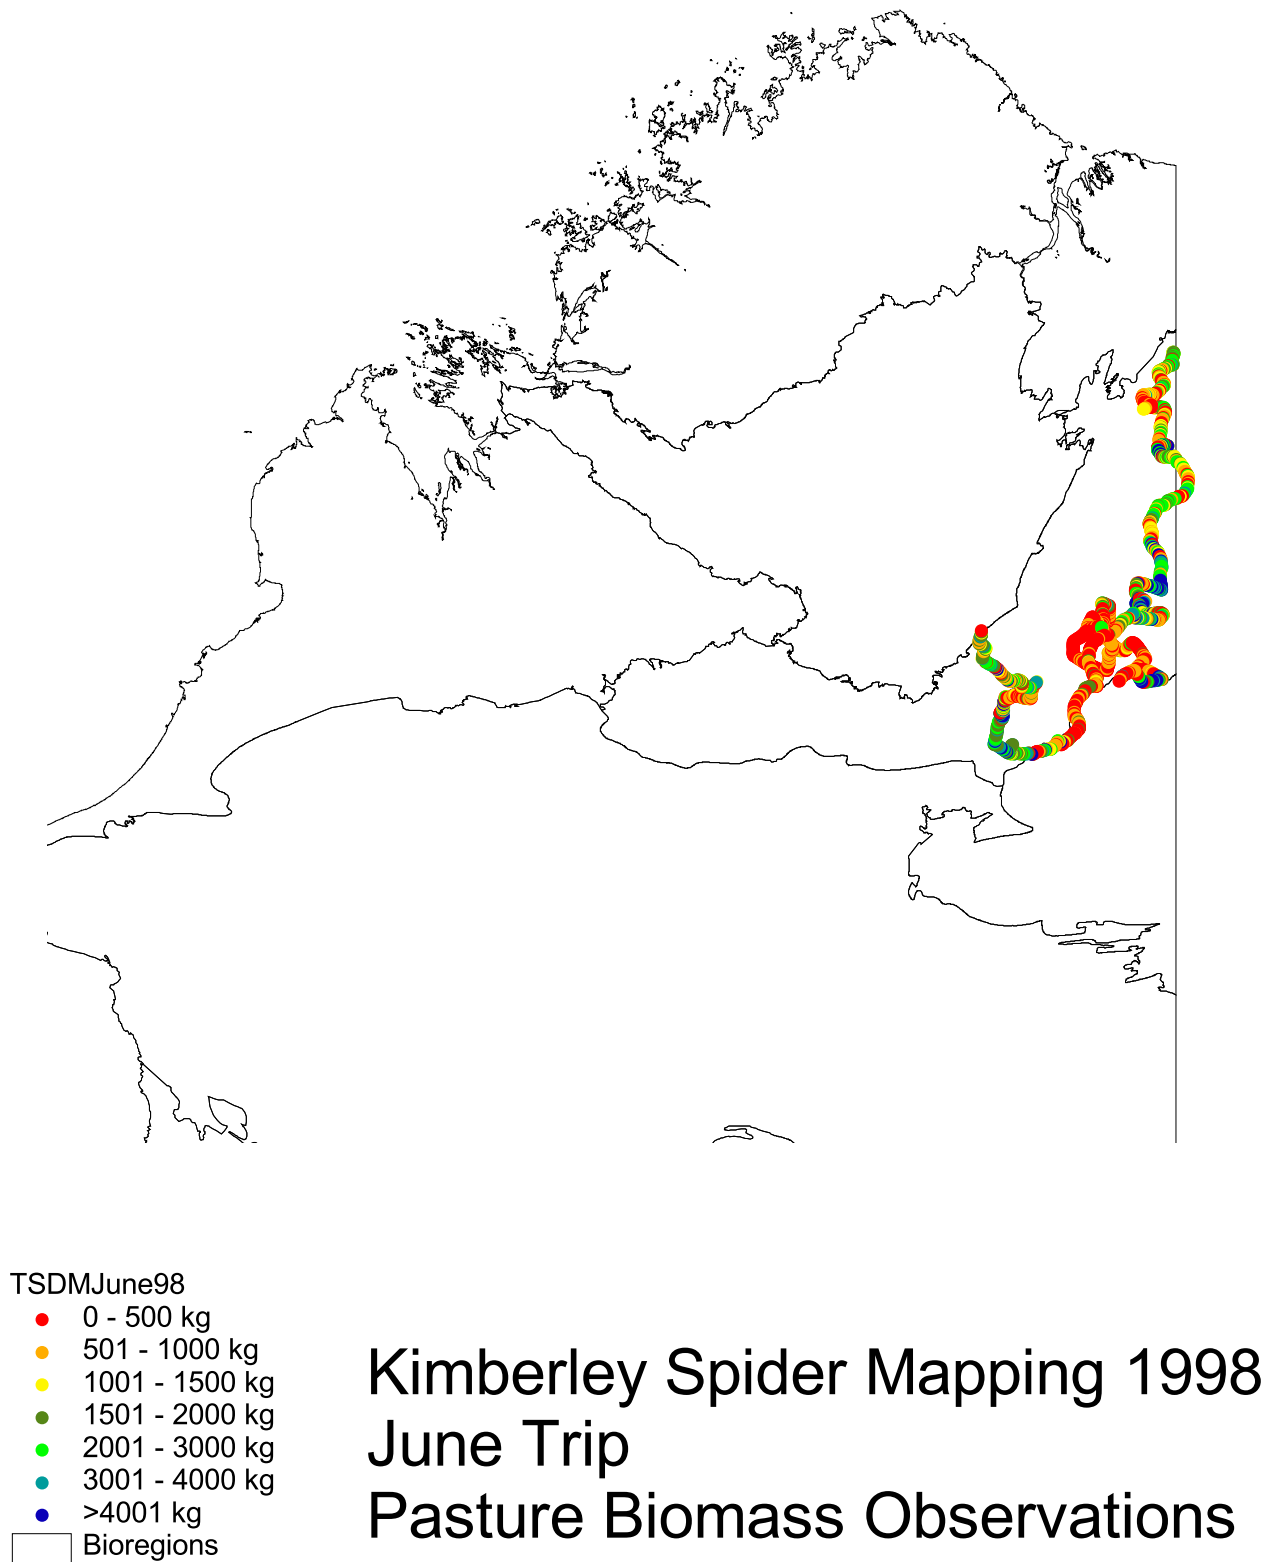 TSDMJune98
0 - 500 kg
501 - 1000 kg
1001 - 1500 kg
1501 - 2000 kg
2001 - 3000 kg
3001 - 4000 kg
>4001 kg
Bioregions
Kimberley Spider Mapping 1998
June Trip
Pasture Biomass Observations